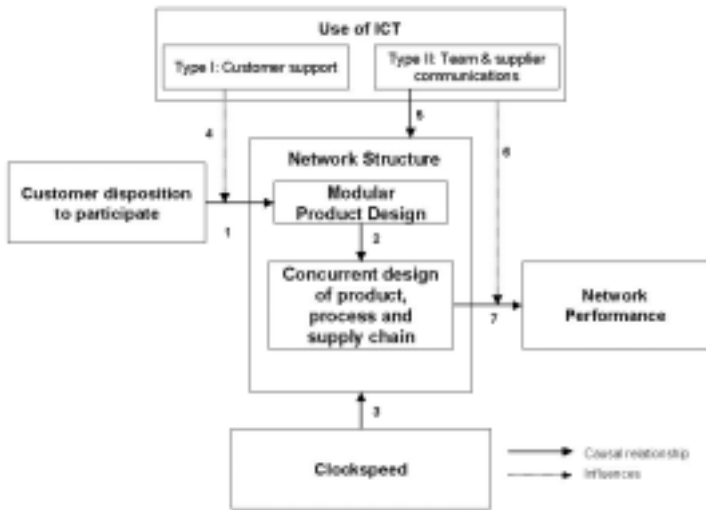 Use of ICT
Type I: Customer support
Type II: Team & supplier
communications
4
5
6
Network Structure
Customer disposition
to participate
Modular
Product Design
1
2
Concurrent design
of product,
process and
supply chain
Network
Performance
7
3
Clockspeed
Causal relationship
Influences